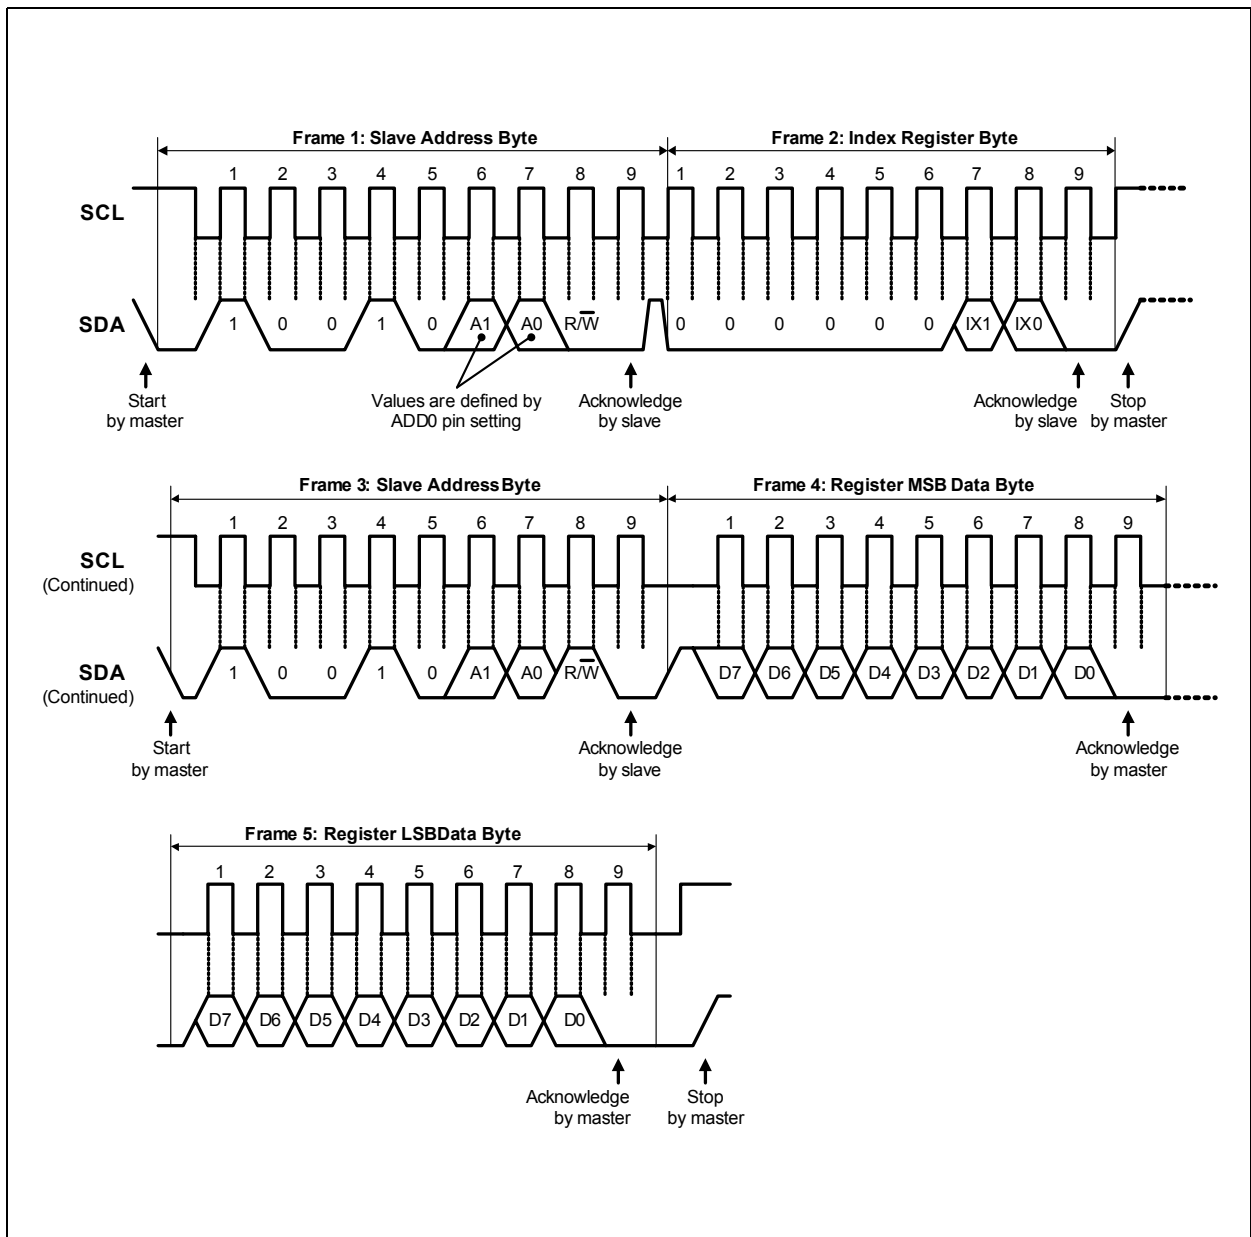 Frame 1: Slave Address Byte
Frame 2: Index Register Byte
1 2 3 4 5 6 7 8 9 1 2 3 4 5 6 7 8 9
SCL
SDA
1 0 0 1 0 A1 A0 R/W̅ 0 0 0 0 0 0 IX1 IX0
Start
by master
Values are defined by
ADD0 pin setting
Acknowledge
by slave
Acknowledge
by slave
Stop
by master
Frame 3: Slave Address Byte
Frame 4: Register MSB Data Byte
1 2 3 4 5 6 7 8 9 1 2 3 4 5 6 7 8 9
SCL
(Continued)
SDA
(Continued)
1 0 0 1 0 A1 A0 R/W̅ D7 D6 D5 D4 D3 D2 D1 D0
Start
by master
Acknowledge
by slave
Acknowledge
by master
Frame 5: Register LSBData Byte
1 2 3 4 5 6 7 8 9
D7 D6 D5 D4 D3 D2 D1 D0
Acknowledge
by master
Stop
by master